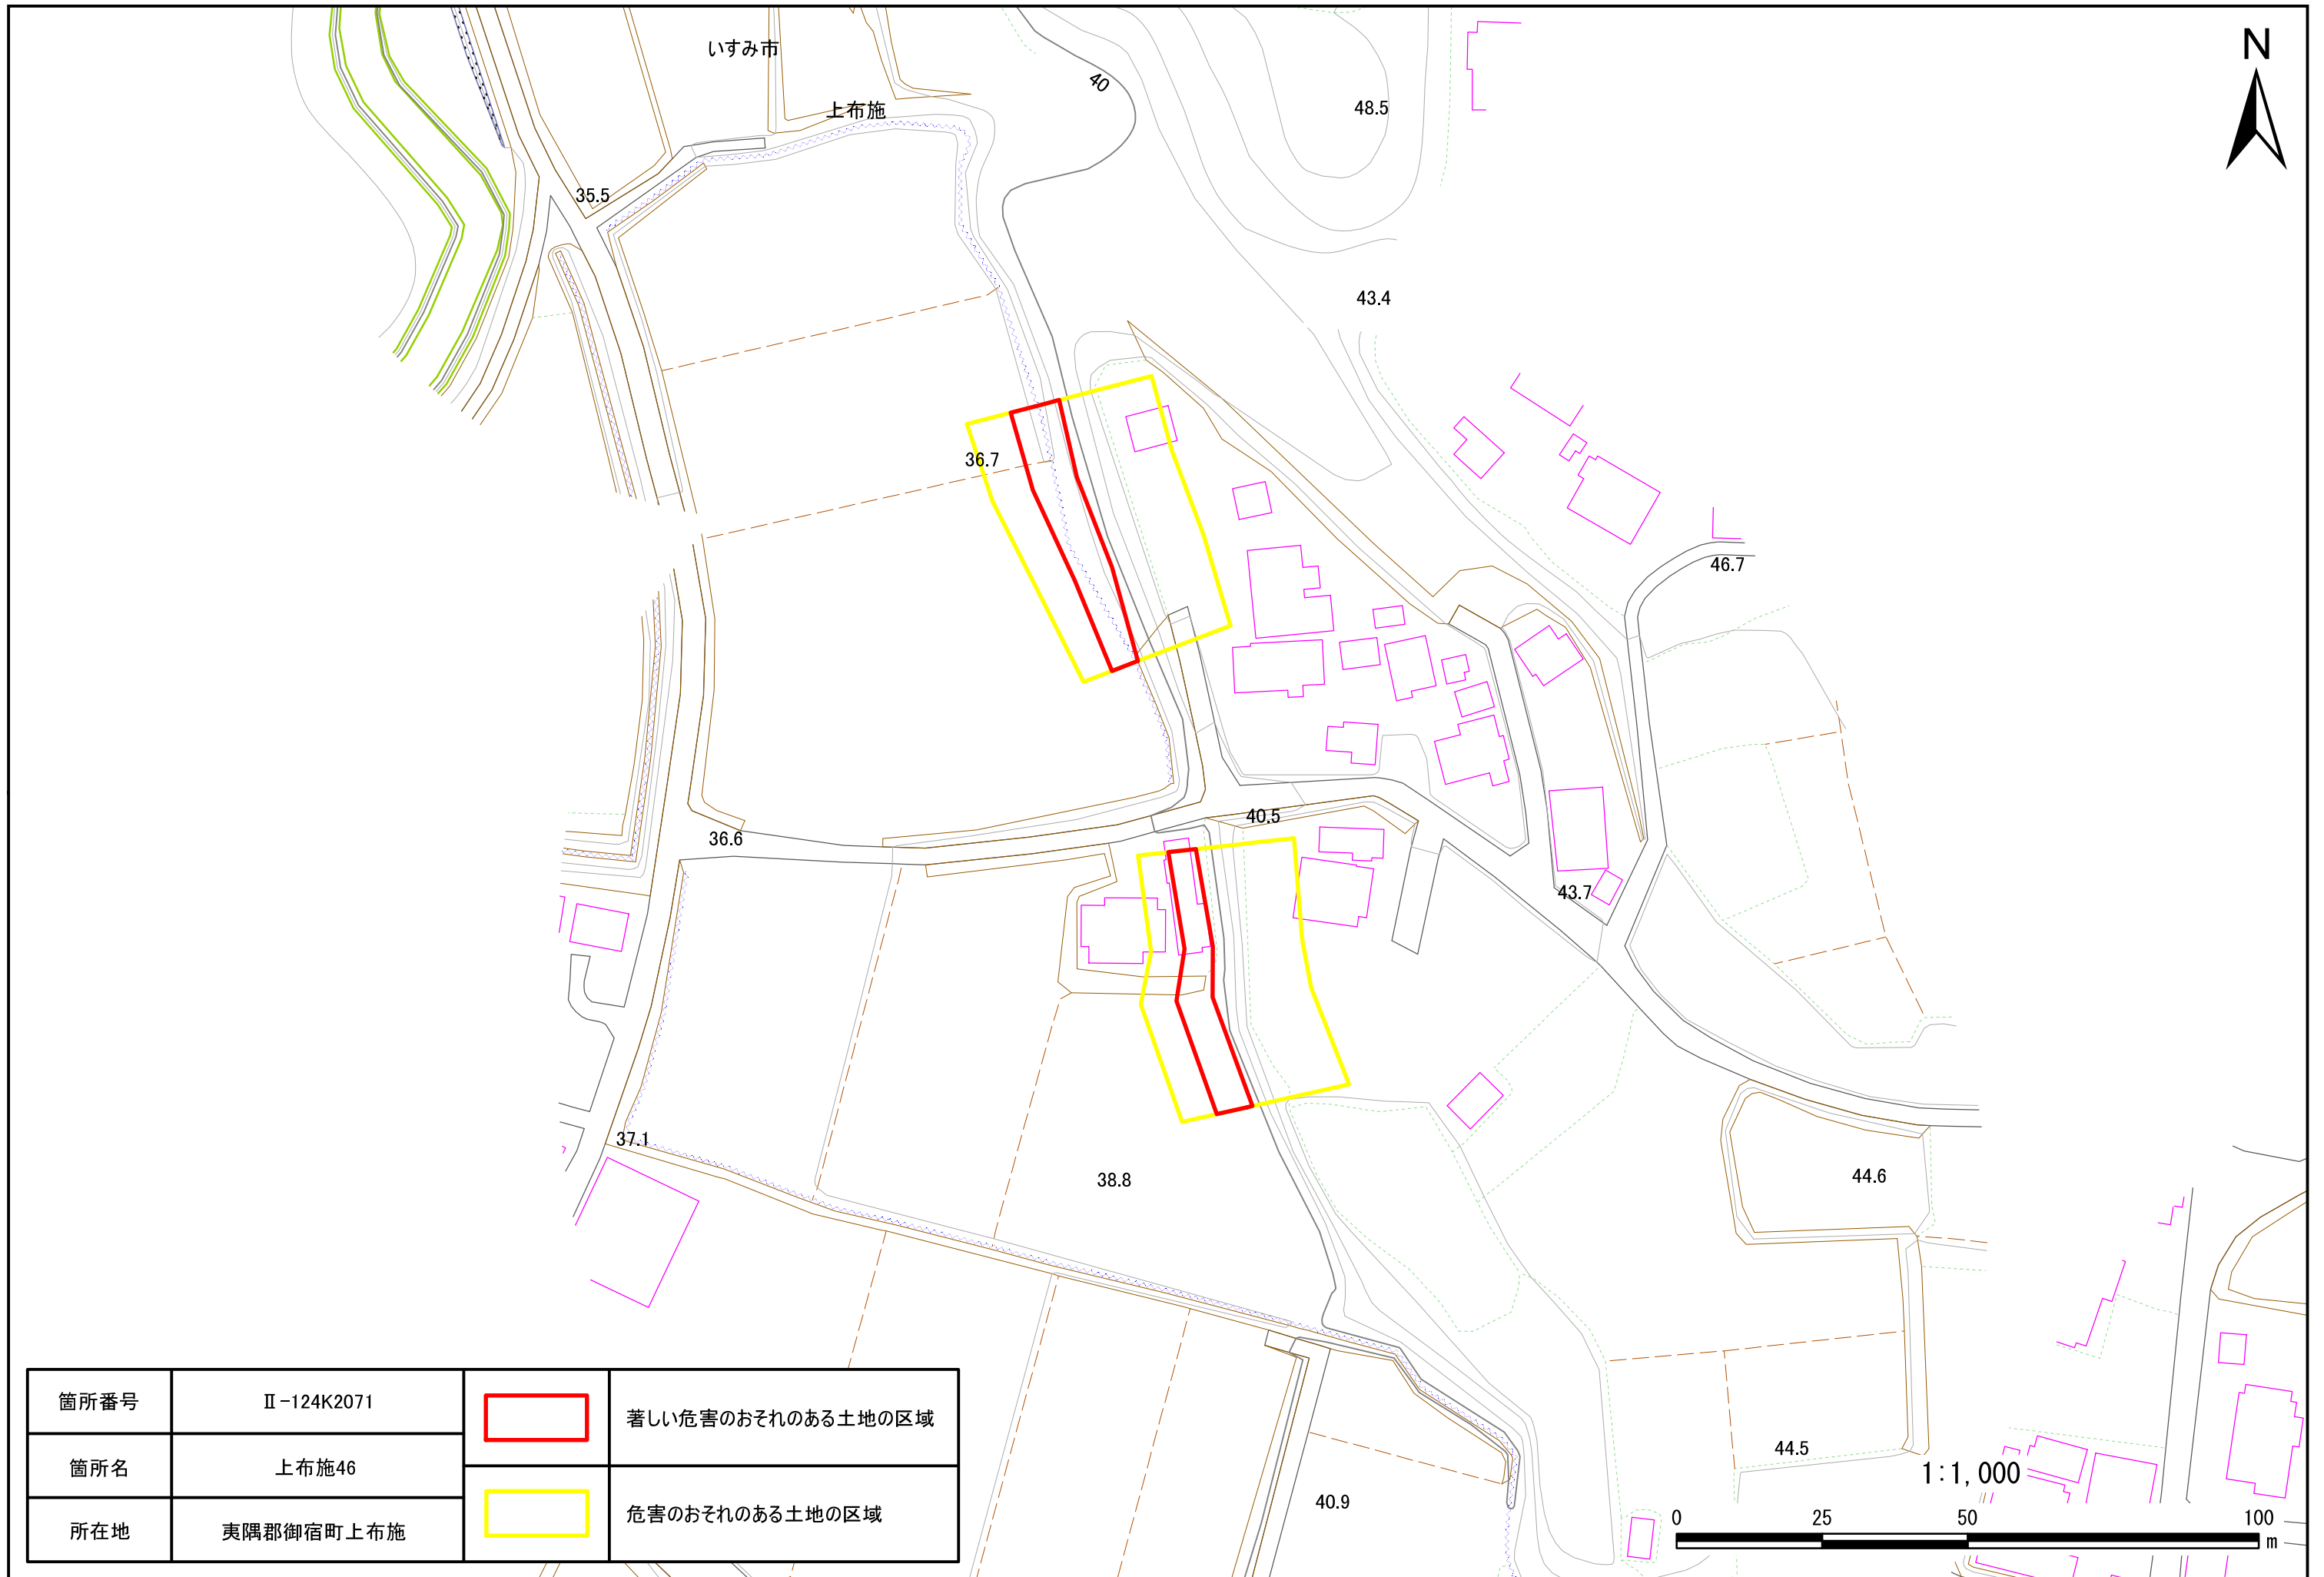 いすみ市
N
40
48.5
上布施
35.5
43.4
36.7
46.7
40.5
36.6
43.7
37.1
38.8
44.6
44.5
40.9
箇所番号 Ⅱ-124K2071
箇所名 上布施46
所在地 夷隅郡御宿町上布施
著しい危害のおそれのある土地の区域
危害のおそれのある土地の区域
1:1,000
0 25 50 100
m